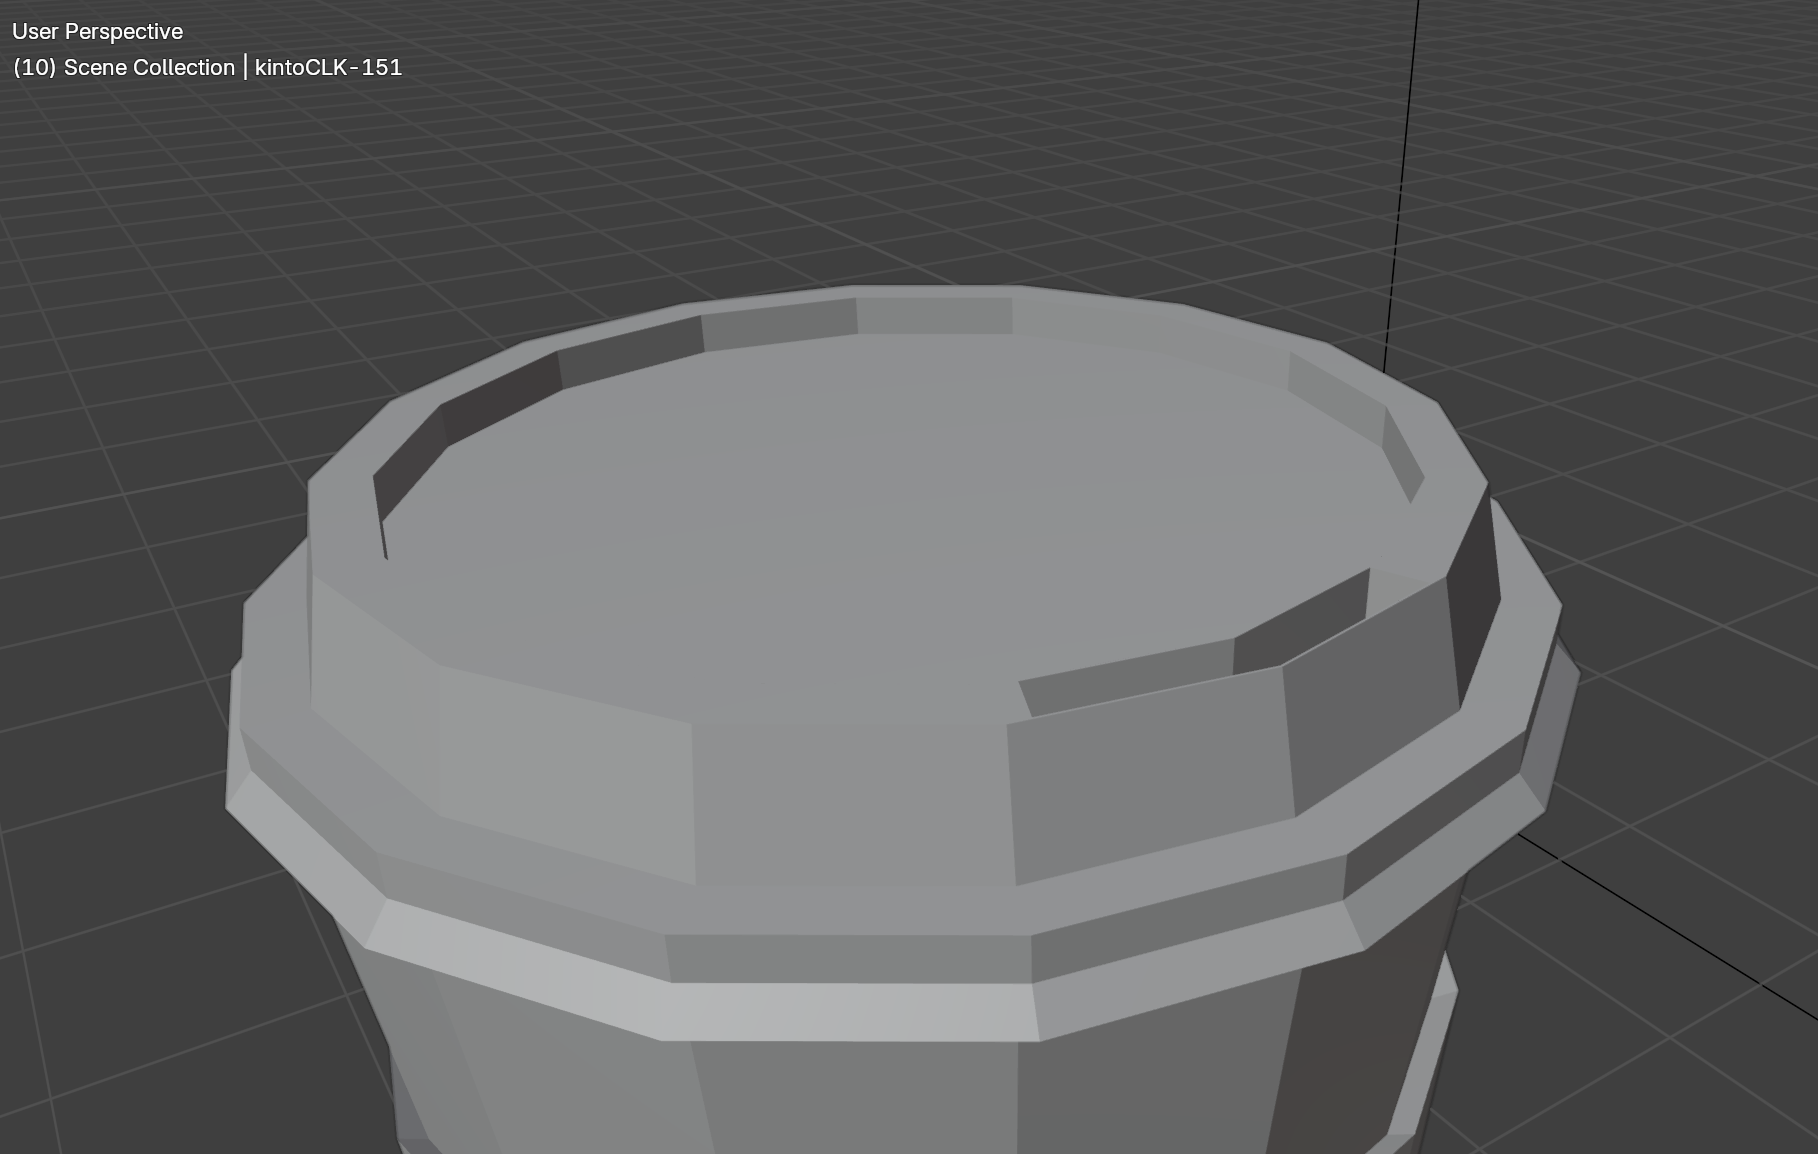 User Perspective
(10) Scene Collection | kintoCLK-151